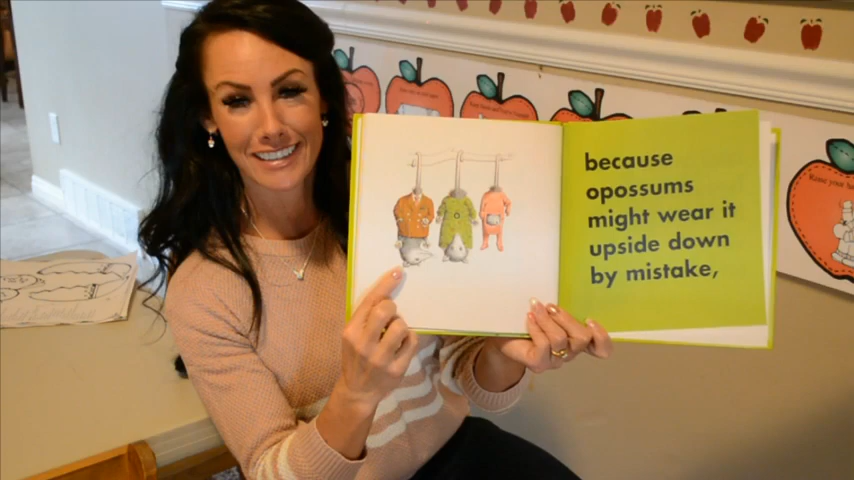 because
opossums
might wear it
upside down
by mistake,